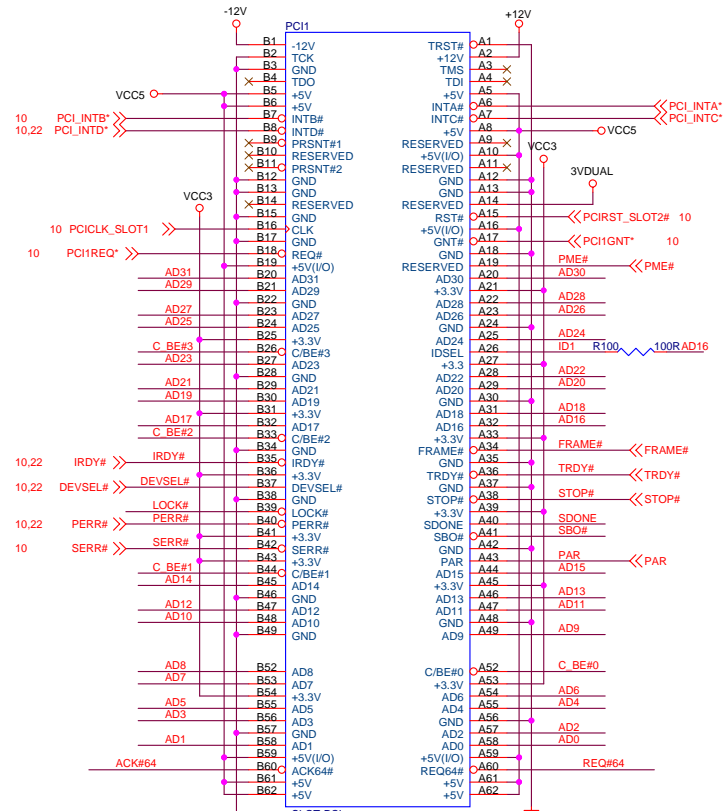 -12V +12V
PCI1
B1 -12V TRST# A1
B2 TCK +12V A2
B3 GND TMS A3
B4 TDO TDI A4
VCC5 B5 +5V +5V A5
B6 +5V INTA# A6 PCI_INTA*
10 PCI_INTB* B7 INTB# INTC# A7 PCI_INTC*
10,22 PCI_INTD* B8 INTD# +5V A8 VCC5
B9 PRSNT#1 RESERVED A9
B10 RESERVED +5V(I/O) A10
B11 PRSNT#2 RESERVED A11 VCC3
B12 GND GND A12
B13 GND GND A13 3VDUAL
VCC3 B14 RESERVED RESERVED A14
B15 GND RST# A15 PCIRST_SLOT2# 10
10 PCICLK_SLOT1 B16 CLK +5V(I/O) A16
B17 GND GNT# A17 PCI1GNT* 10
10 PCI1REQ* B18 REQ# GND A18
B19 +5V(I/O) RESERVED A19 PME# PME#
AD31 B20 AD31 AD30 A20 AD30
AD29 B21 AD29 +3.3V A21
B22 GND AD28 A22 AD28
AD27 B23 AD27 AD26 A23 AD26
AD25 B24 AD25 GND A24
B25 +3.3V AD24 A25 AD24
C_BE#3 B26 C/BE#3 IDSEL A26 ID1 R100 100R AD16
AD23 B27 AD23 +3.3 A27
B28 GND AD22 A28 AD22
AD21 B29 AD21 AD20 A29 AD20
AD19 B30 AD19 GND A30
B31 +3.3V AD18 A31 AD18
AD17 B32 AD17 AD16 A32 AD16
C_BE#2 B33 C/BE#2 +3.3V A33
B34 GND FRAME# A34 FRAME# FRAME#
10,22 IRDY# IRDY# B35 IRDY# GND A35
B36 +3.3V TRDY# A36 TRDY# TRDY#
10,22 DEVSEL# DEVSEL# B37 DEVSEL# GND A37
B38 GND STOP# A38 STOP# STOP#
LOCK# B39 LOCK# +3.3V A39
10,22 PERR# PERR# B40 PERR# SDONE A40 SDONE
B41 +3.3V SBO# A41 SBO#
10 SERR# SERR# B42 SERR# GND A42
B43 +3.3V PAR A43 PAR PAR
C_BE#1 B44 C/BE#1 AD15 A44 AD15
AD14 B45 AD14 +3.3V A45
B46 GND AD13 A46 AD13
AD12 B47 AD12 AD11 A47 AD11
AD10 B48 AD10 GND A48
B49 GND AD9 A49 AD9
AD8 B52 AD8 C/BE#0 A52 C_BE#0
AD7 B53 AD7 +3.3V A53
B54 +3.3V AD6 A54 AD6
AD5 B55 AD5 AD4 A55 AD4
AD3 B56 AD3 GND A56
B57 GND AD2 A57 AD2
AD1 B58 AD1 AD0 A58 AD0
B59 +5V(I/O) +5V(I/O) A59
ACK#64 B60 ACK64# REQ64# A60 REQ#64
B61 +5V +5V A61
B62 +5V +5V A62